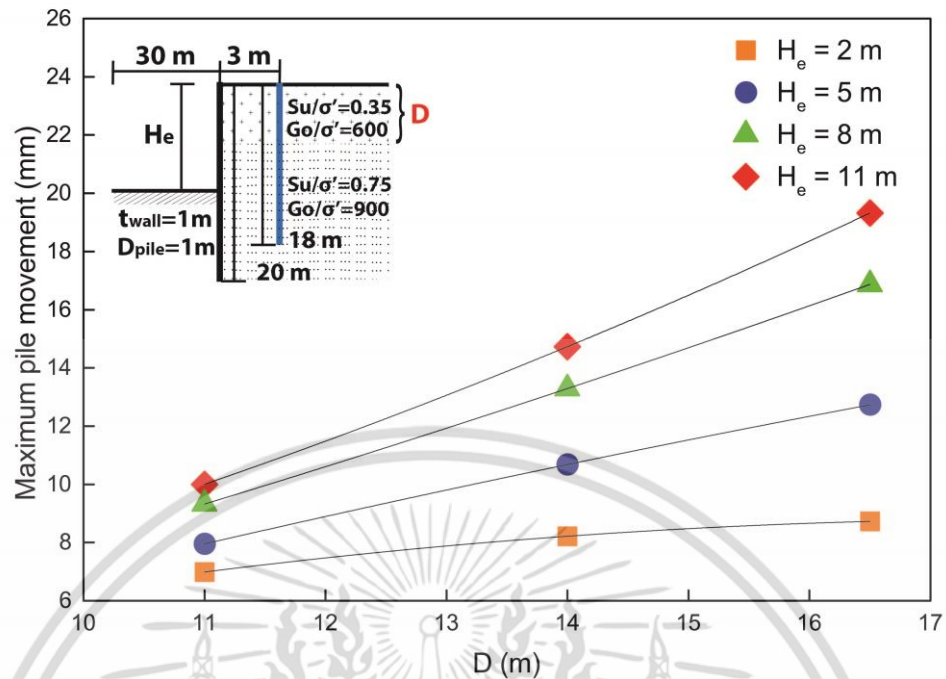 26
24
22
20
18
16
14
12
10
8
6
Maximum pile movement (mm)
30 m 3 m
He
Su/σ'=0.35
Go/σ'=600
D
Su/σ'=0.75
Go/σ'=900
twall=1m
Dpile=1m
18 m
20 m
He = 2 m
He = 5 m
He = 8 m
He = 11 m
10 11 12 13 14 15 16 17
D (m)